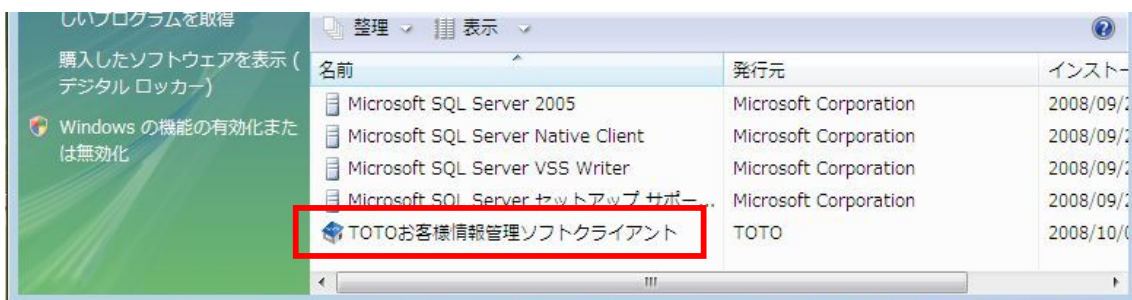 しいプログラムを取得
購入したソフトウェアを表示 (
デジタル ロッカー)
Windows の機能の有効化また
は無効化
整理 表示
名前 発行元 インストー
Microsoft SQL Server 2005 Microsoft Corporation 2008/09/2
Microsoft SQL Server Native Client Microsoft Corporation 2008/09/2
Microsoft SQL Server VSS Writer Microsoft Corporation 2008/09/2
Microsoft SQL Server セットアップ サポー... Microsoft Corporation 2008/09/2
TOTOお客様情報管理ソフトクライアント TOTO 2008/10/0